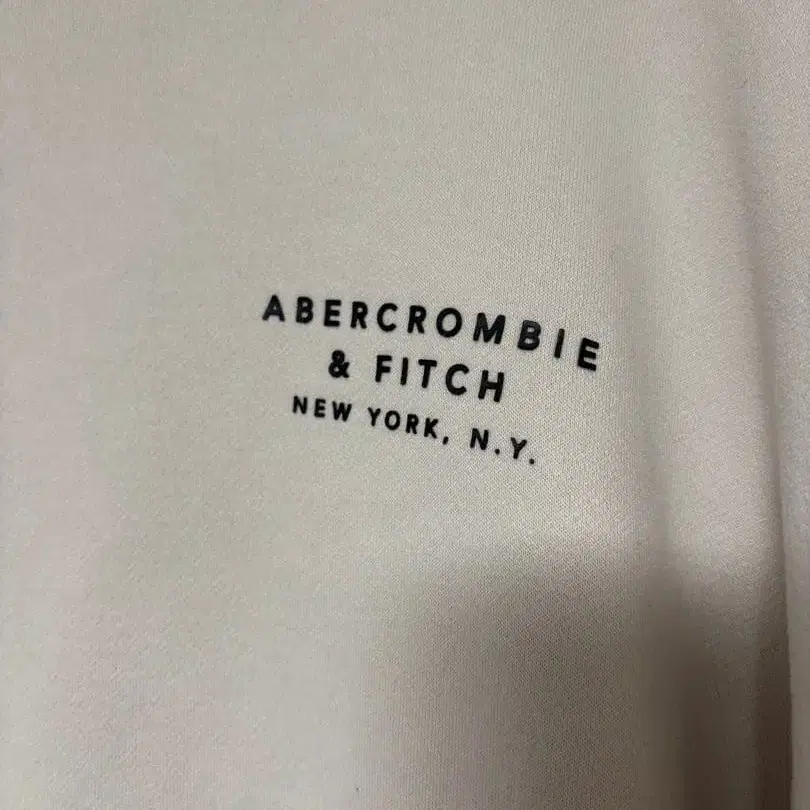 ABERCROMBIE
& FITCH
NEW YORK, N.Y.